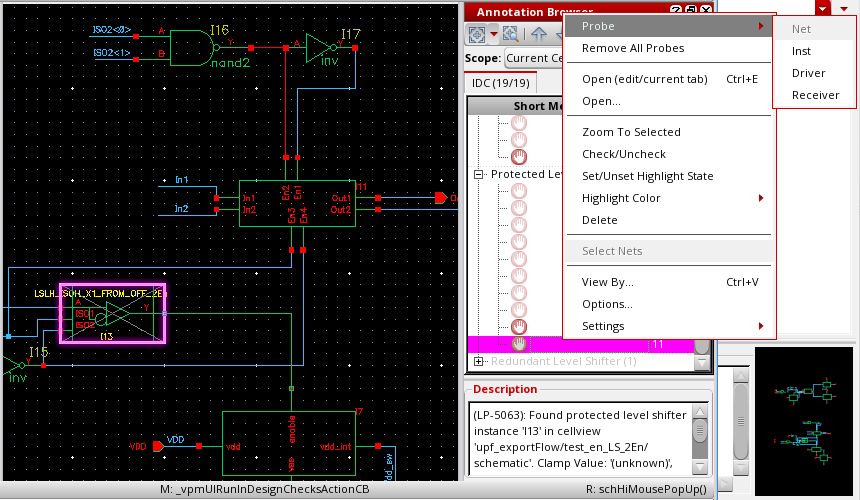 ISO2<0>
A
I16
Y
nand2
ISO2<1>
B
A
I17
Y
inv
In1
In2
In1
In2
En2
En1
En3
En4
I11
Out1
Out2
LSLH_ISOH_X1_FROM_OFF_2En
A
ISO1
ISO2
Y
I13
I15
Y
inv
VDD
VDD
vdd
enable
I7
vdd_int
vdd_sw
Annotation Browser
Scope: Current Ce
IDC (19/19)
Short Me
Protected Lev
11
Redundant Level Shifter (1)
Description
(LP-5063): Found protected level shifter
instance 'I13' in cellview
'upf_exportFlow/test_en_LS_2En/
schematic'. Clamp Value: '(unknown)',
Probe
Remove All Probes
Open (edit/current tab) Ctrl+E
Open...
Zoom To Selected
Check/Uncheck
Set/Unset Highlight State
Highlight Color
Delete
Select Nets
View By... Ctrl+V
Options...
Settings
Net
Inst
Driver
Receiver
M: _vpmUIRunInDesignChecksActionCB
R: schHiMousePopUp()